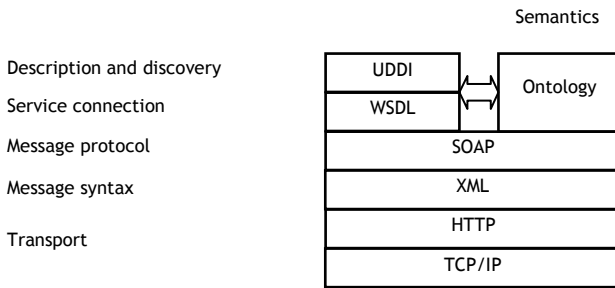 Semantics
Description and discovery
UDDI
Ontology
Service connection
WSDL
Message protocol
SOAP
Message syntax
XML
HTTP
Transport
TCP/IP